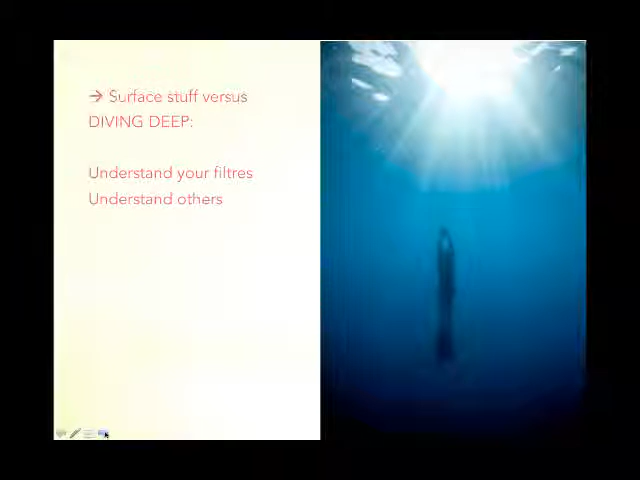 → Surface stuff versus
DIVING DEEP:
Understand your filtres
Understand others